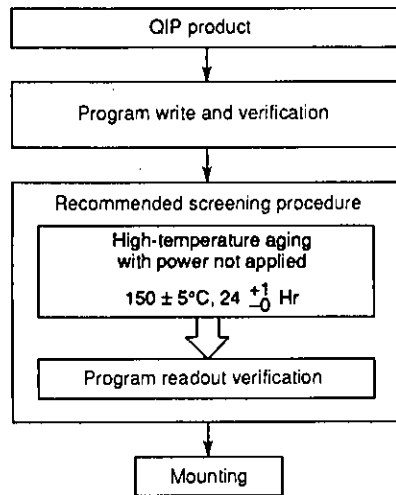 QIP product
Program write and verification
Recommended screening procedure
High-temperature aging
with power not applied
150 ± 5°C, 24 +1 −0 Hr
Program readout verification
Mounting